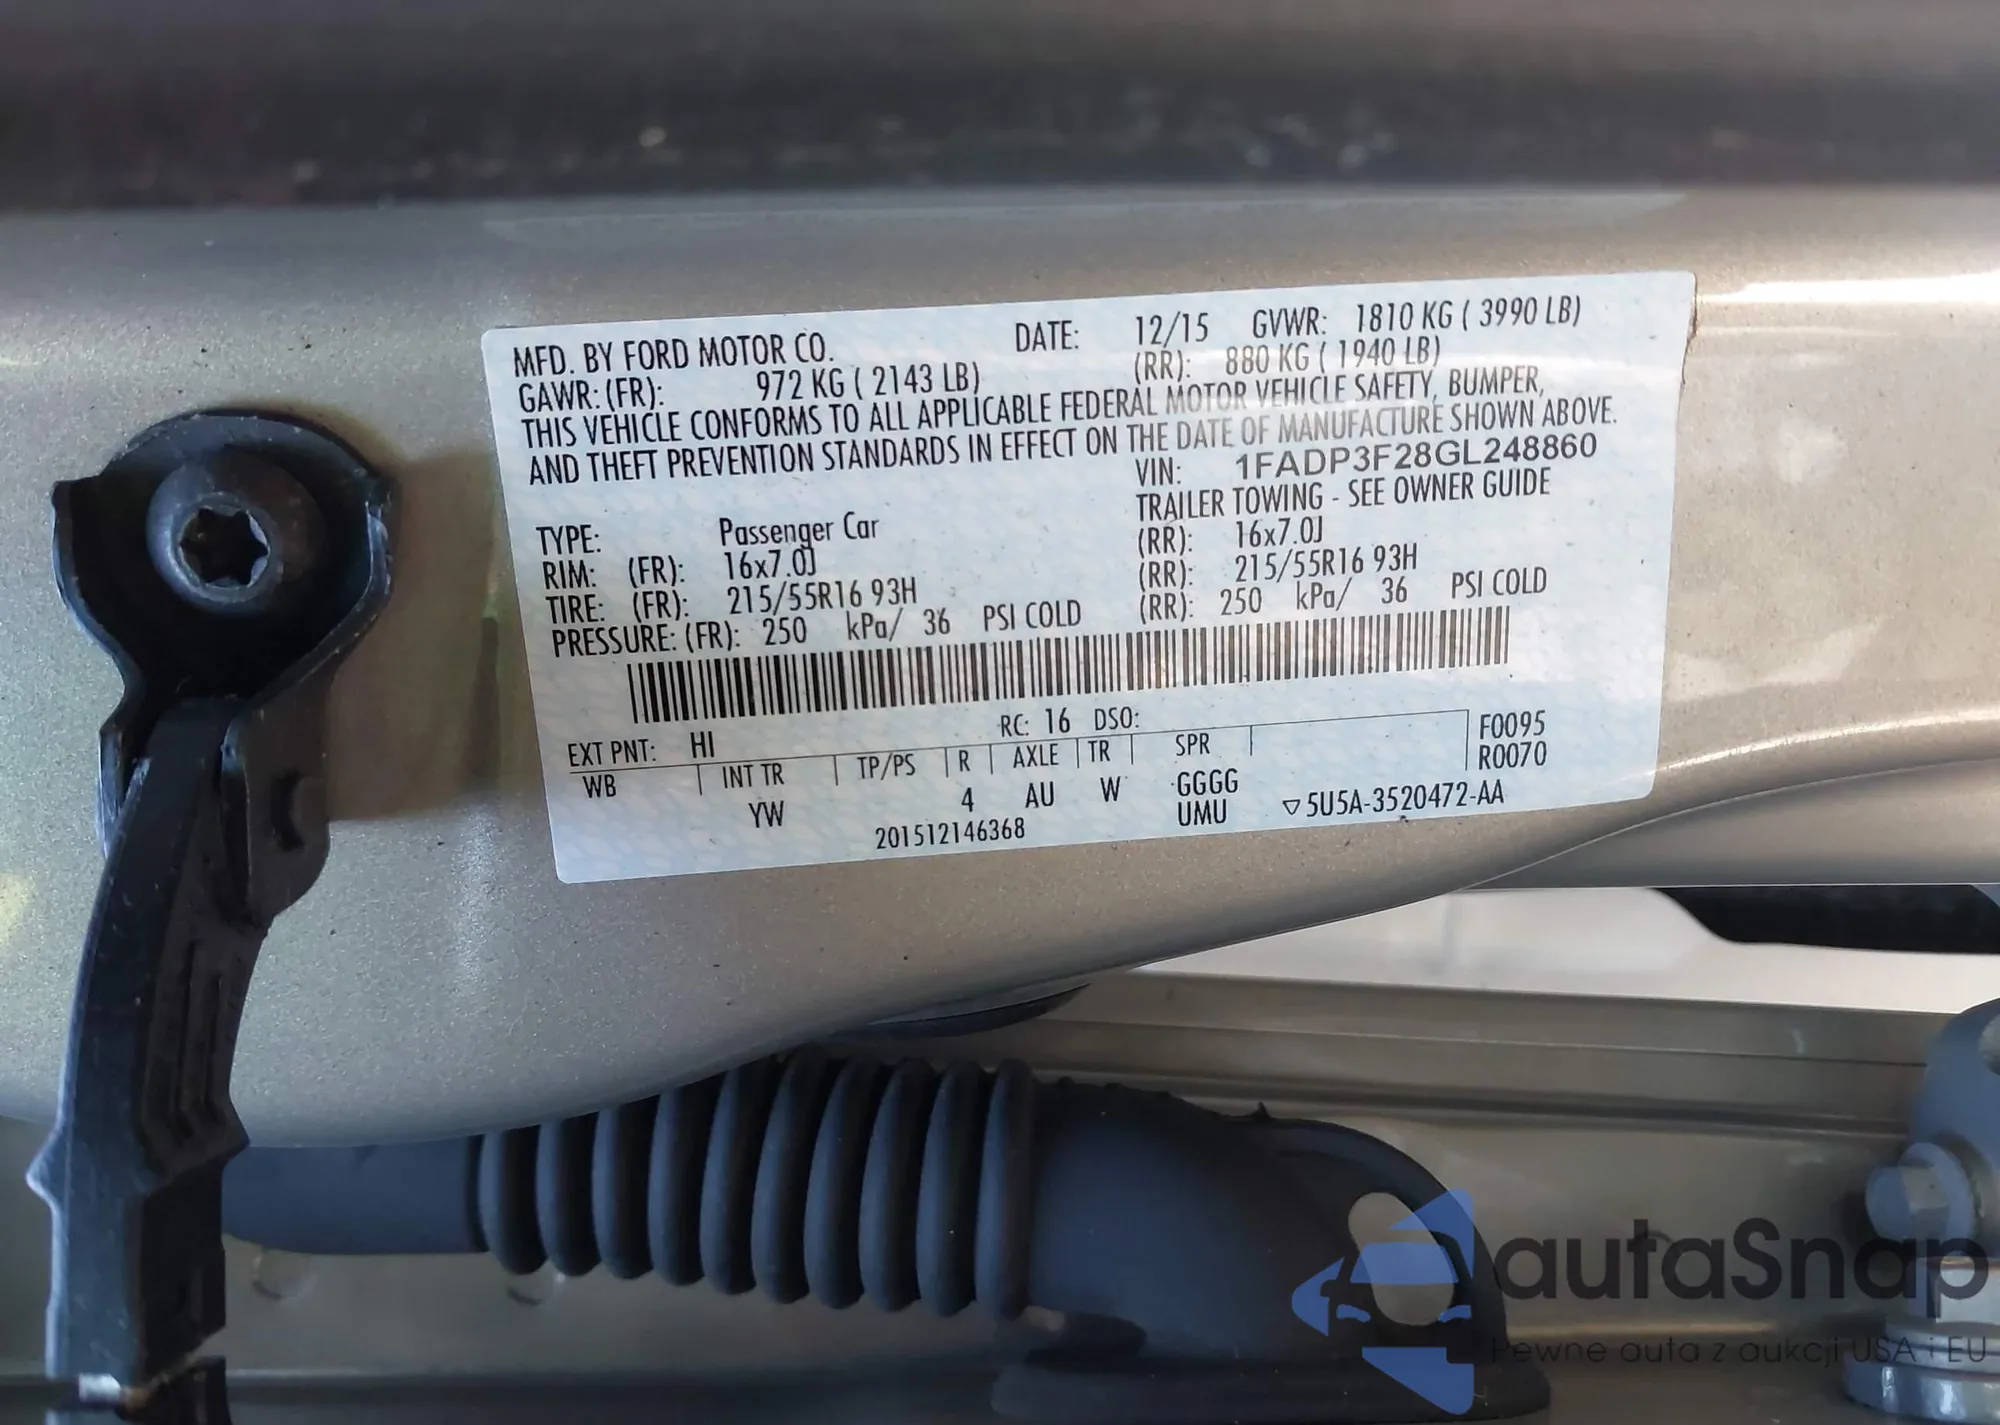 MFD. BY FORD MOTOR CO. DATE: 12/15 GVWR: 1810 KG ( 3990 LB)
GAWR: (FR): 972 KG ( 2143 LB) (RR): 880 KG ( 1940 LB)
THIS VEHICLE CONFORMS TO ALL APPLICABLE FEDERAL MOTOR VEHICLE SAFETY, BUMPER,
AND THEFT PREVENTION STANDARDS IN EFFECT ON THE DATE OF MANUFACTURE SHOWN ABOVE.
VIN: 1FADP3F28GL248860
TRAILER TOWING - SEE OWNER GUIDE
TYPE: Passenger Car
RIM: (FR): 16x7.0J (RR): 16x7.0J
TIRE: (FR): 215/55R16 93H (RR): 215/55R16 93H
PRESSURE: (FR): 250 kPa/ 36 PSI COLD (RR): 250 kPa/ 36 PSI COLD
RC: 16 DSO:
EXT PNT: HI F0095
WB INT TR TP/PS R AXLE TR SPR R0070
YW 4 AU W GGGG
201512146368 UMU ▽5U5A-3520472-AA
autaSnap
Pewne auta z aukcji USA i EU